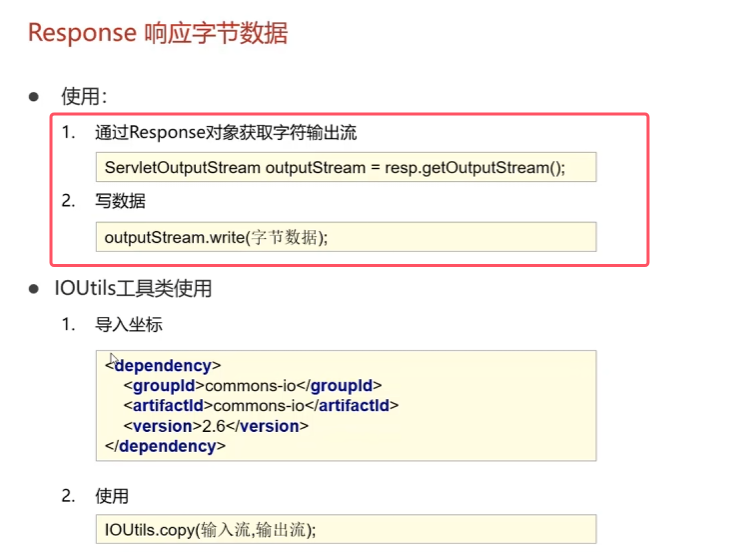 Response 响应字节数据
● 使用：
1. 通过Response对象获取字符输出流
ServletOutputStream outputStream = resp.getOutputStream();
2. 写数据
outputStream.write(字节数据);
● IOUtils工具类使用
1. 导入坐标
<dependency>
<groupId>commons-io</groupId>
<artifactId>commons-io</artifactId>
<version>2.6</version>
</dependency>
2. 使用
IOUtils.copy(输入流,输出流);